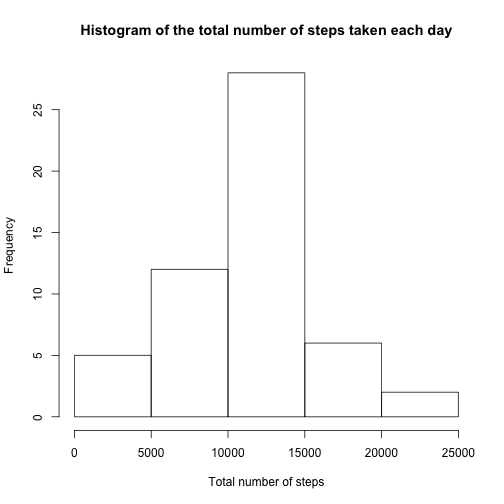 Histogram of the total number of steps taken each day
Frequency
25
20
15
10
5
0
0 5000 10000 15000 20000 25000
Total number of steps